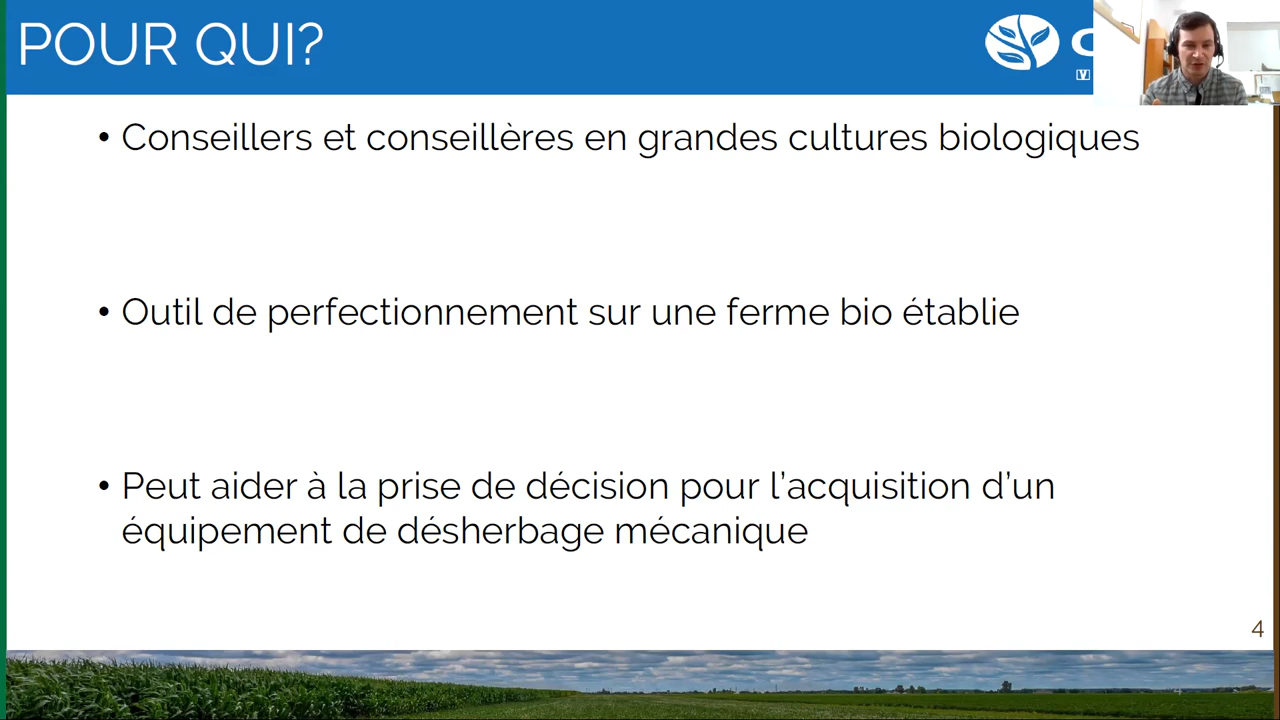 POUR QUI?
• Conseillers et conseillères en grandes cultures biologiques
• Outil de perfectionnement sur une ferme bio établie
• Peut aider à la prise de décision pour l'acquisition d'un
équipement de désherbage mécanique
4